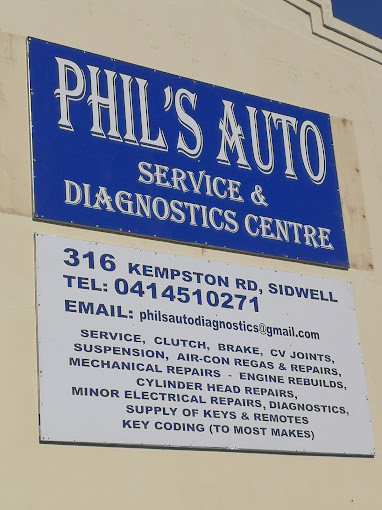 PHIL'S AUTO
SERVICE &
DIAGNOSTICS CENTRE
316 KEMPSTON RD, SIDWELL
TEL: 0414510271
EMAIL: philsautodiagnostics@gmail.com
SERVICE, CLUTCH, BRAKE, CV JOINTS,
SUSPENSION, AIR-CON REGAS & REPAIRS,
MECHANICAL REPAIRS - ENGINE REBUILDS,
CYLINDER HEAD REPAIRS,
MINOR ELECTRICAL REPAIRS, DIAGNOSTICS,
SUPPLY OF KEYS & REMOTES
KEY CODING (TO MOST MAKES)